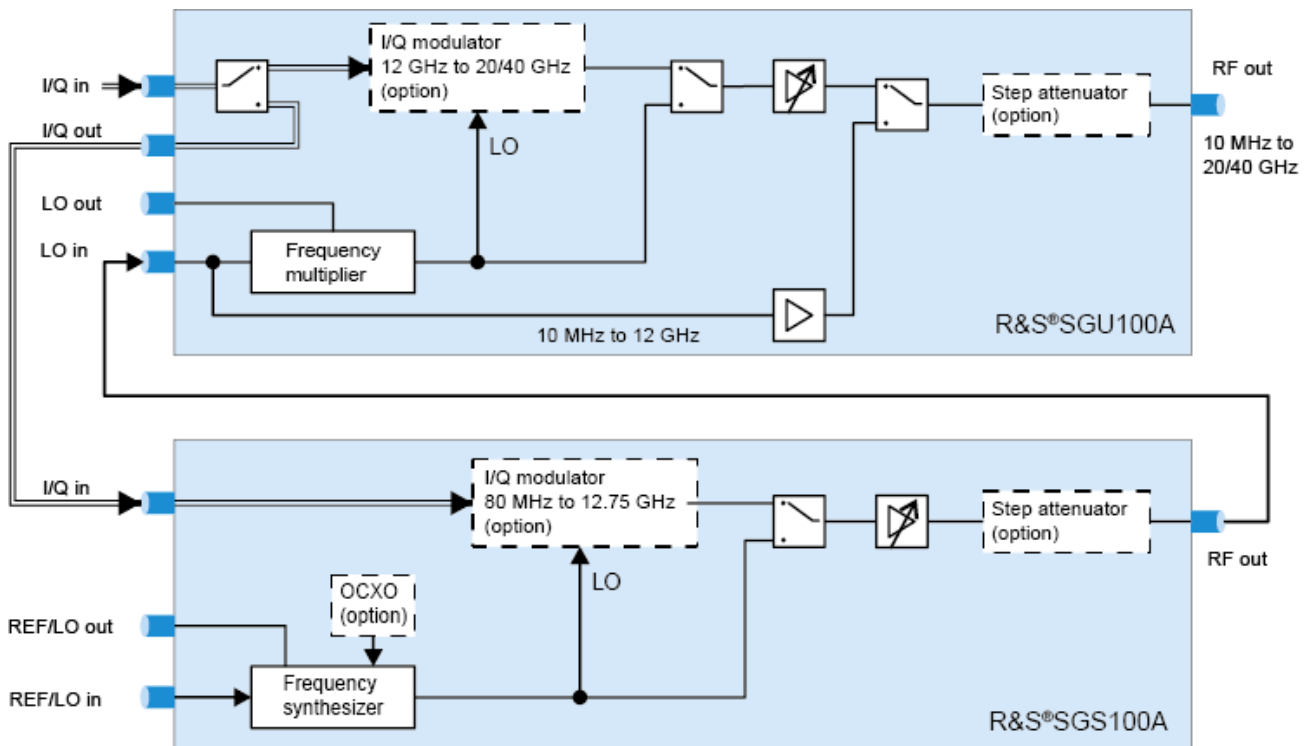 I/Q in
I/Q out
LO out
LO in
I/Q modulator
12 GHz to 20/40 GHz
(option)
LO
Frequency
multiplier
10 MHz to 12 GHz
Step attenuator
(option)
RF out
10 MHz to
20/40 GHz
R&S®SGU100A
I/Q in
REF/LO out
REF/LO in
I/Q modulator
80 MHz to 12.75 GHz
(option)
LO
OCXO
(option)
Frequency
synthesizer
Step attenuator
(option)
RF out
R&S®SGS100A